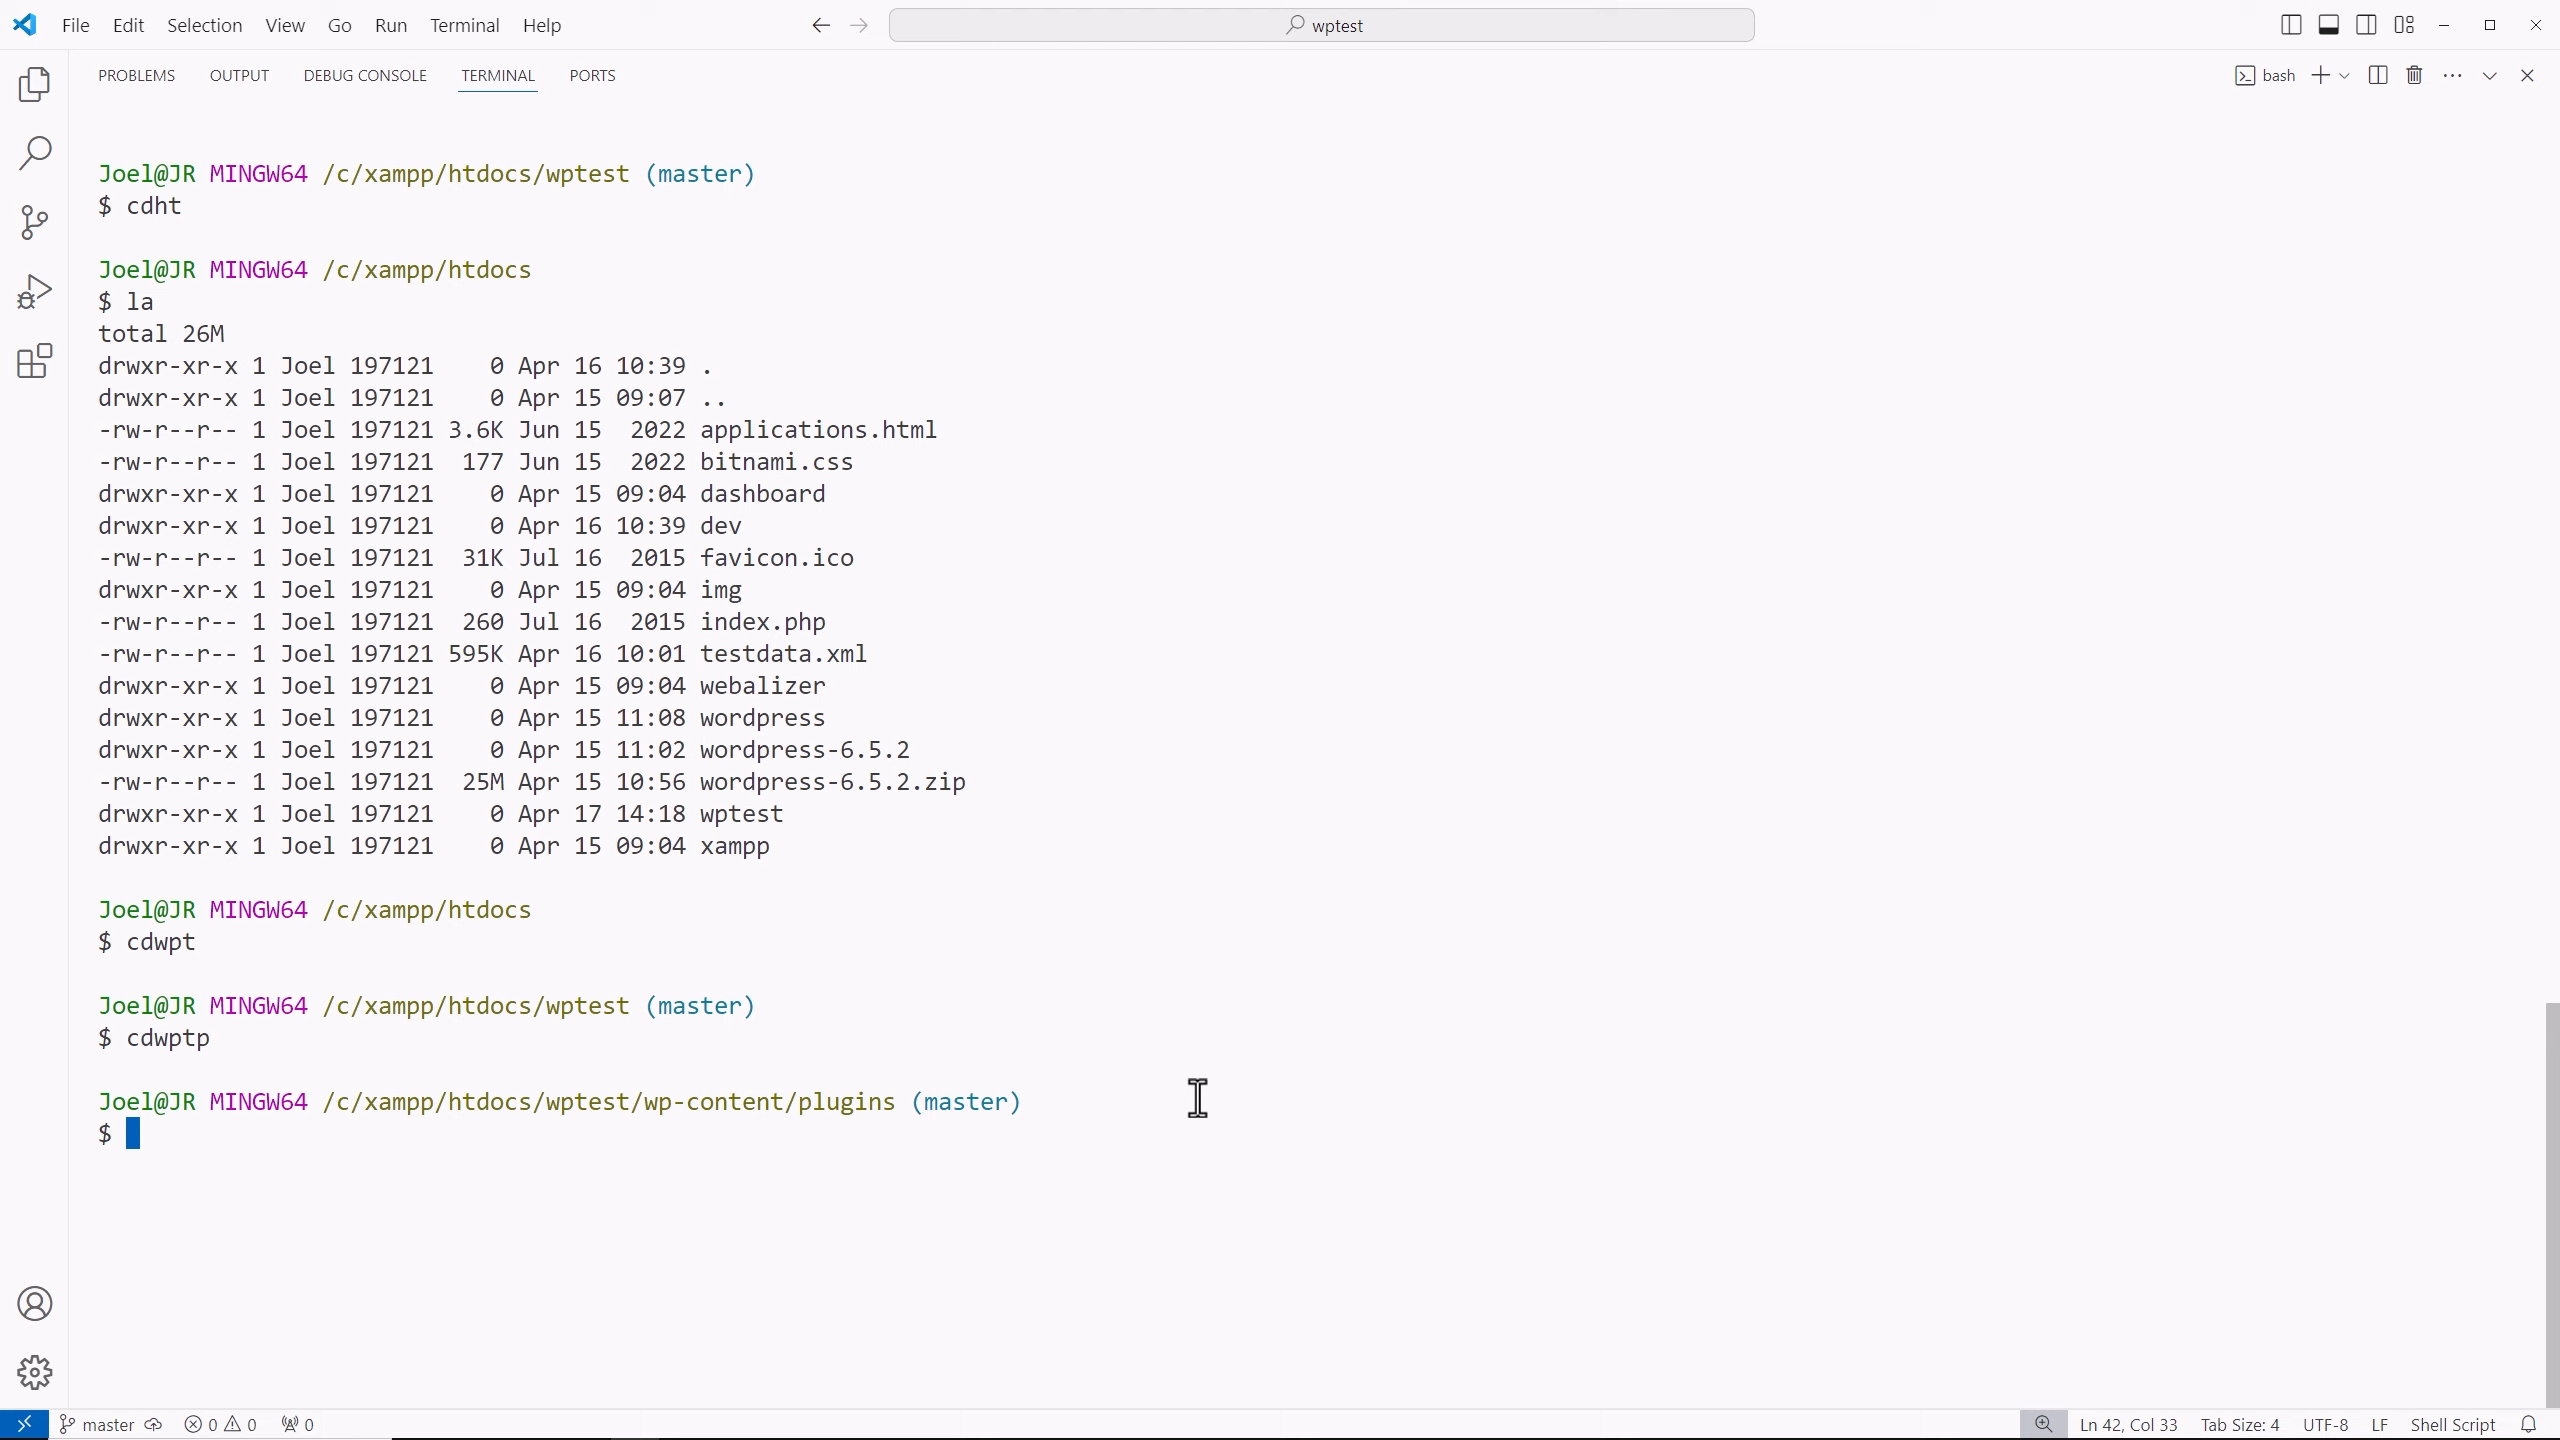 File Edit Selection View Go Run Terminal Help
wptest
PROBLEMS OUTPUT DEBUG CONSOLE TERMINAL PORTS
bash
Joel@JR MINGW64 /c/xampp/htdocs/wptest (master)
$ cdht
Joel@JR MINGW64 /c/xampp/htdocs
$ la
total 26M
drwxr-xr-x 1 Joel 197121    0 Apr 16 10:39 .
drwxr-xr-x 1 Joel 197121    0 Apr 15 09:07 ..
-rw-r--r-- 1 Joel 197121 3.6K Jun 15  2022 applications.html
-rw-r--r-- 1 Joel 197121  177 Jun 15  2022 bitnami.css
drwxr-xr-x 1 Joel 197121    0 Apr 15 09:04 dashboard
drwxr-xr-x 1 Joel 197121    0 Apr 16 10:39 dev
-rw-r--r-- 1 Joel 197121  31K Jul 16  2015 favicon.ico
drwxr-xr-x 1 Joel 197121    0 Apr 15 09:04 img
-rw-r--r-- 1 Joel 197121  260 Jul 16  2015 index.php
-rw-r--r-- 1 Joel 197121 595K Apr 16 10:01 testdata.xml
drwxr-xr-x 1 Joel 197121    0 Apr 15 09:04 webalizer
drwxr-xr-x 1 Joel 197121    0 Apr 15 11:08 wordpress
drwxr-xr-x 1 Joel 197121    0 Apr 15 11:02 wordpress-6.5.2
-rw-r--r-- 1 Joel 197121  25M Apr 15 10:56 wordpress-6.5.2.zip
drwxr-xr-x 1 Joel 197121    0 Apr 17 14:18 wptest
drwxr-xr-x 1 Joel 197121    0 Apr 15 09:04 xampp
Joel@JR MINGW64 /c/xampp/htdocs
$ cdwpt
Joel@JR MINGW64 /c/xampp/htdocs/wptest (master)
$ cdwptp
Joel@JR MINGW64 /c/xampp/htdocs/wptest/wp-content/plugins (master)
$
master 0 0 0 Ln 42, Col 33 Tab Size: 4 UTF-8 LF Shell Script